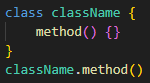 class className {
    method() {}
}
className.method()